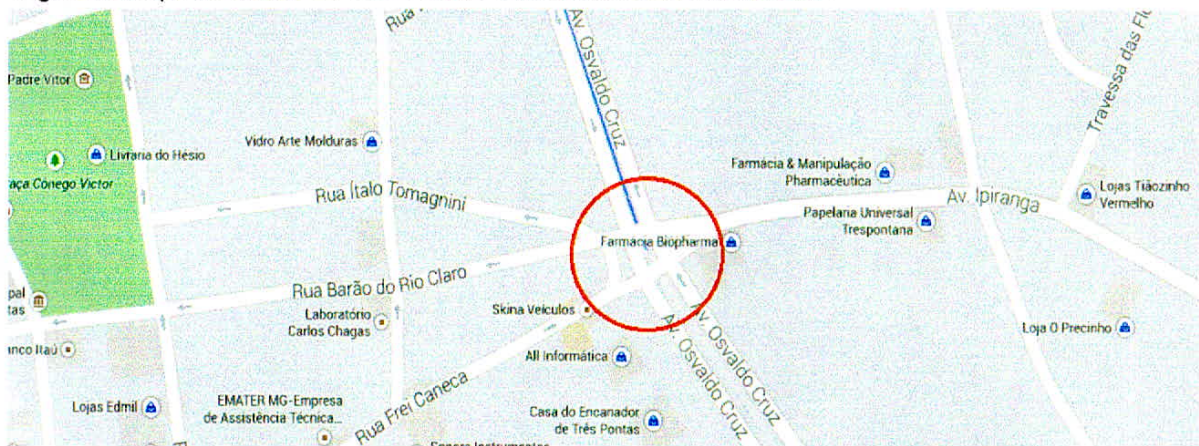 Rua
Av. Osvaldo Cruz
Travessa das Flo
Padre Vitor
Livraria do Hésio
Vidro Arte Molduras
aça Cônego Victor
Farmácia & Manipulação
Pharmacêutica
Rua Ítalo Tomagnini
Av. Ipiranga
Lojas Tiãozinho
Vermelho
Papelaria Universal
Trespontana
Farmácia Biopharma
Rua Barão do Rio Claro
pal
tas
Skina Veículos
Laboratório
Carlos Chagas
Av. Osvaldo Cruz
Av. Osvaldo Cruz
Loja O Precinho
anco Itaú
All Informática
Lojas Edmil
EMATER MG-Empresa
de Assistência Técnica...
Rua Frei Caneca
Casa do Encanador
de Três Pontas